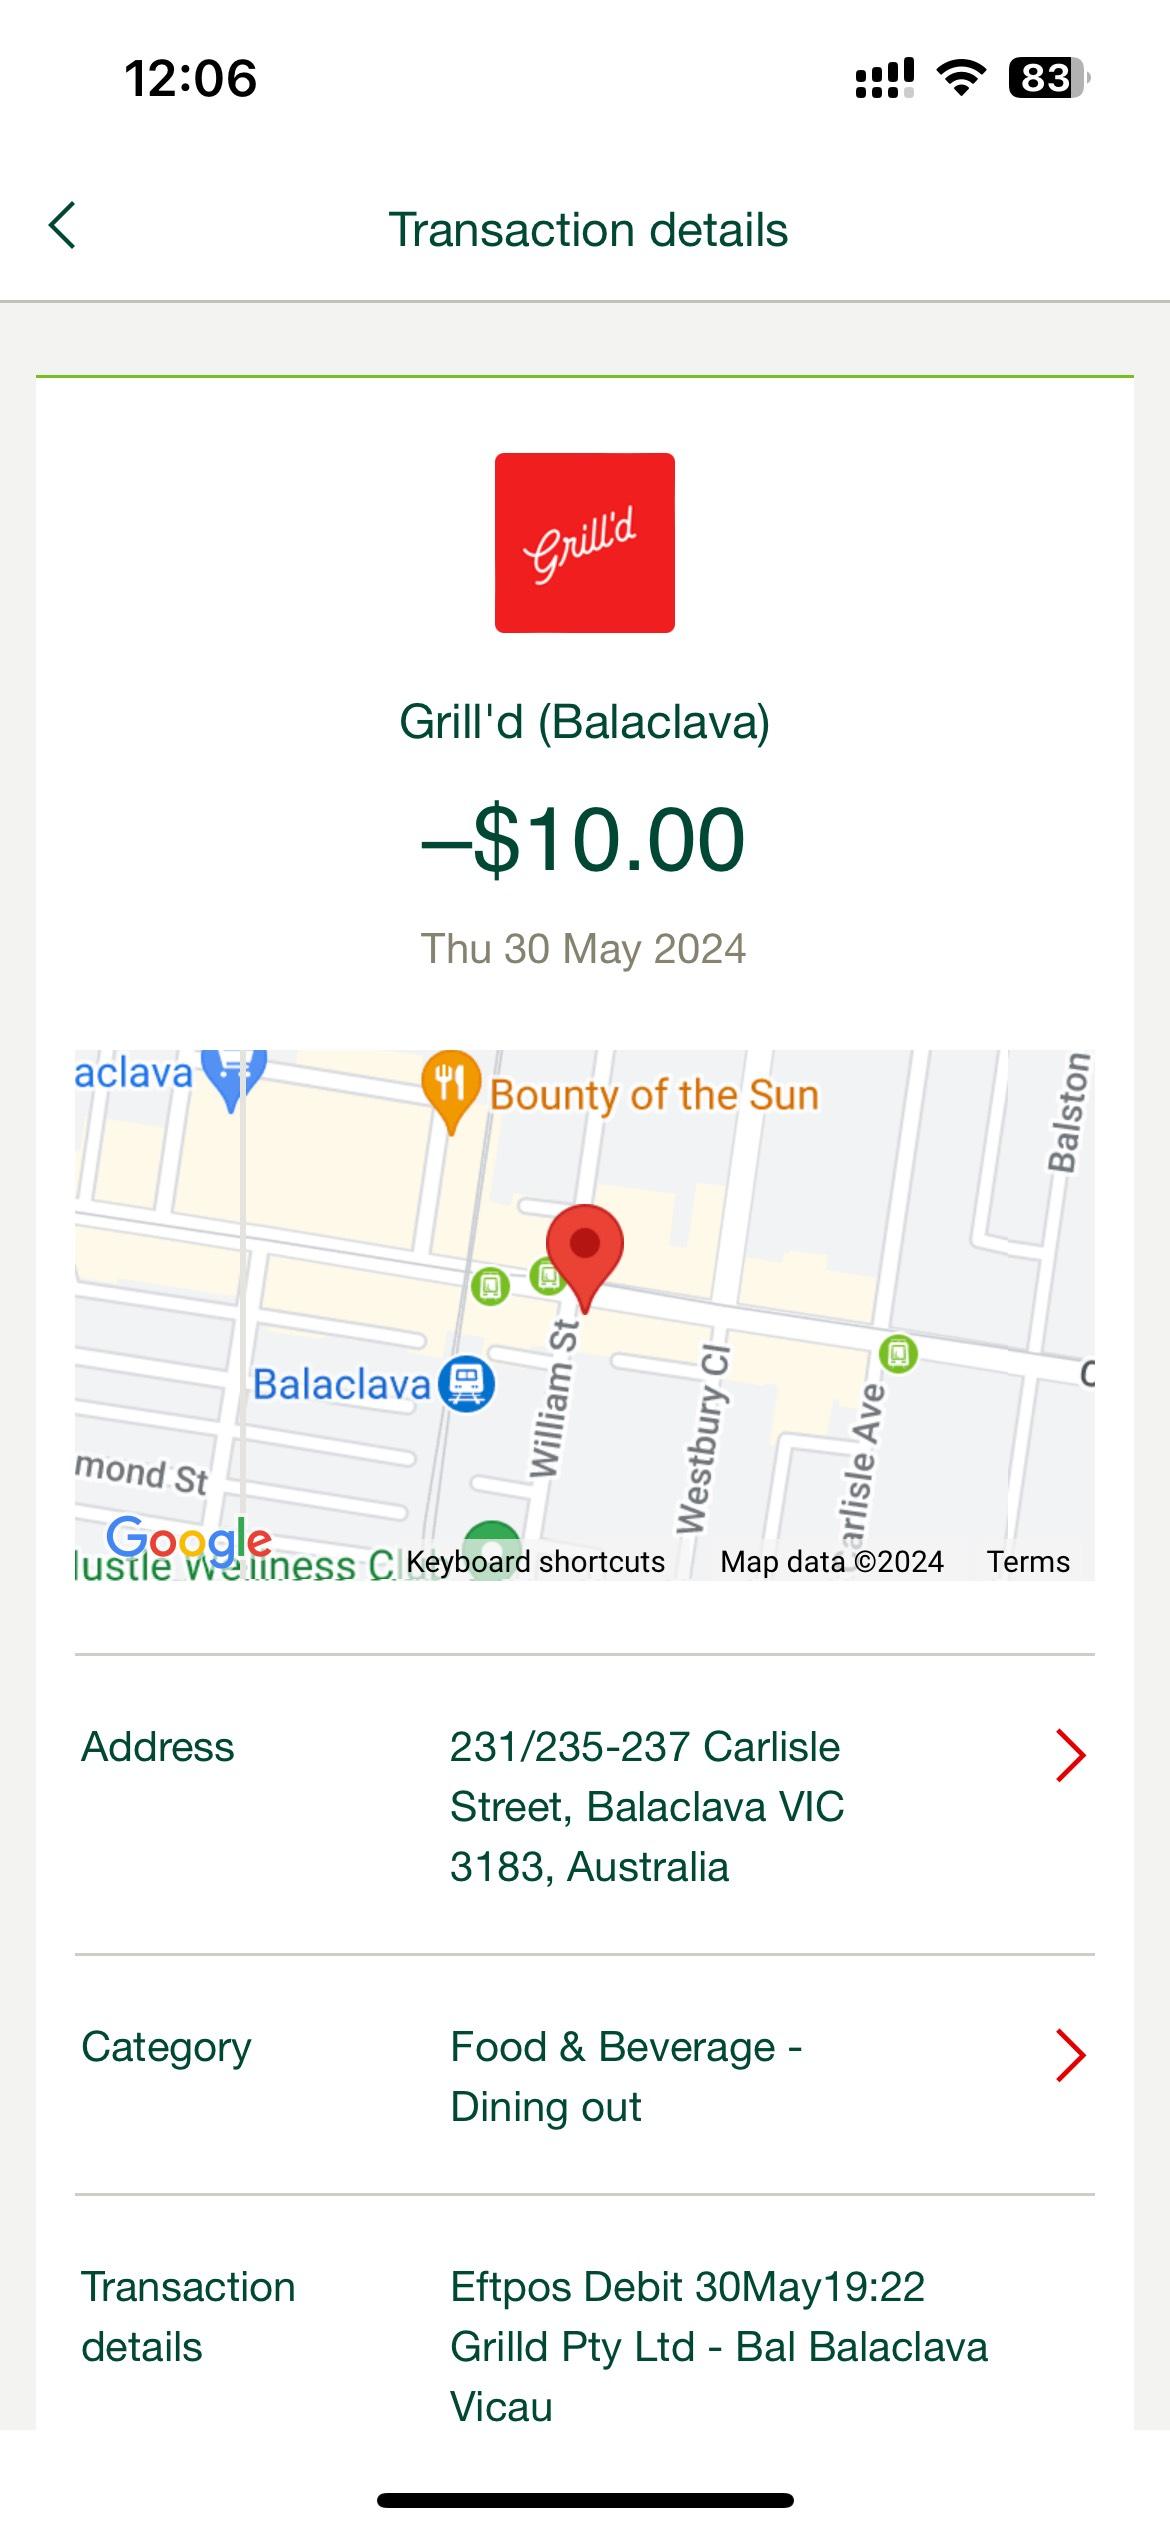 12:06
83
Transaction details
Grill'd
Grill'd (Balaclava)
–$10.00
Thu 30 May 2024
aclava
Bounty of the Sun
Balston
Balaclava
William St
Westbury Cl
arlisle Ave
mond St
Google
lustle Wellness Cl
Keyboard shortcuts
Map data ©2024
Terms
Address
231/235-237 Carlisle
Street, Balaclava VIC
3183, Australia
Category
Food & Beverage -
Dining out
Transaction
details
Eftpos Debit 30May19:22
Grilld Pty Ltd - Bal Balaclava
Vicau